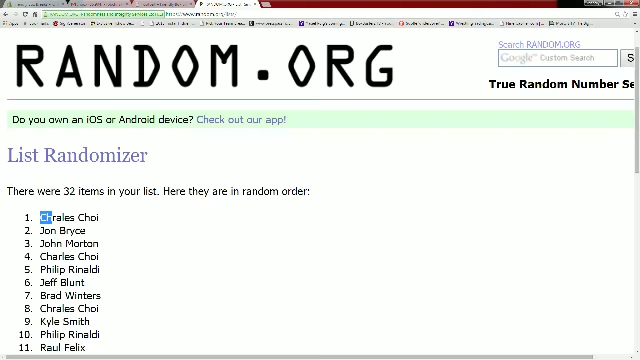 RANDOM.ORG
Search RANDOM.ORG
Google™ Custom Search
S
True Random Number Se
Do you own an iOS or Android device? Check out our app!
List Randomizer
There were 32 items in your list. Here they are in random order:
1. Chrales Choi
2. Jon Bryce
3. John Morton
4. Charles Choi
5. Philip Rinaldi
6. Jeff Blunt
7. Brad Winters
8. Chrales Choi
9. Kyle Smith
10. Philip Rinaldi
11. Raul Felix